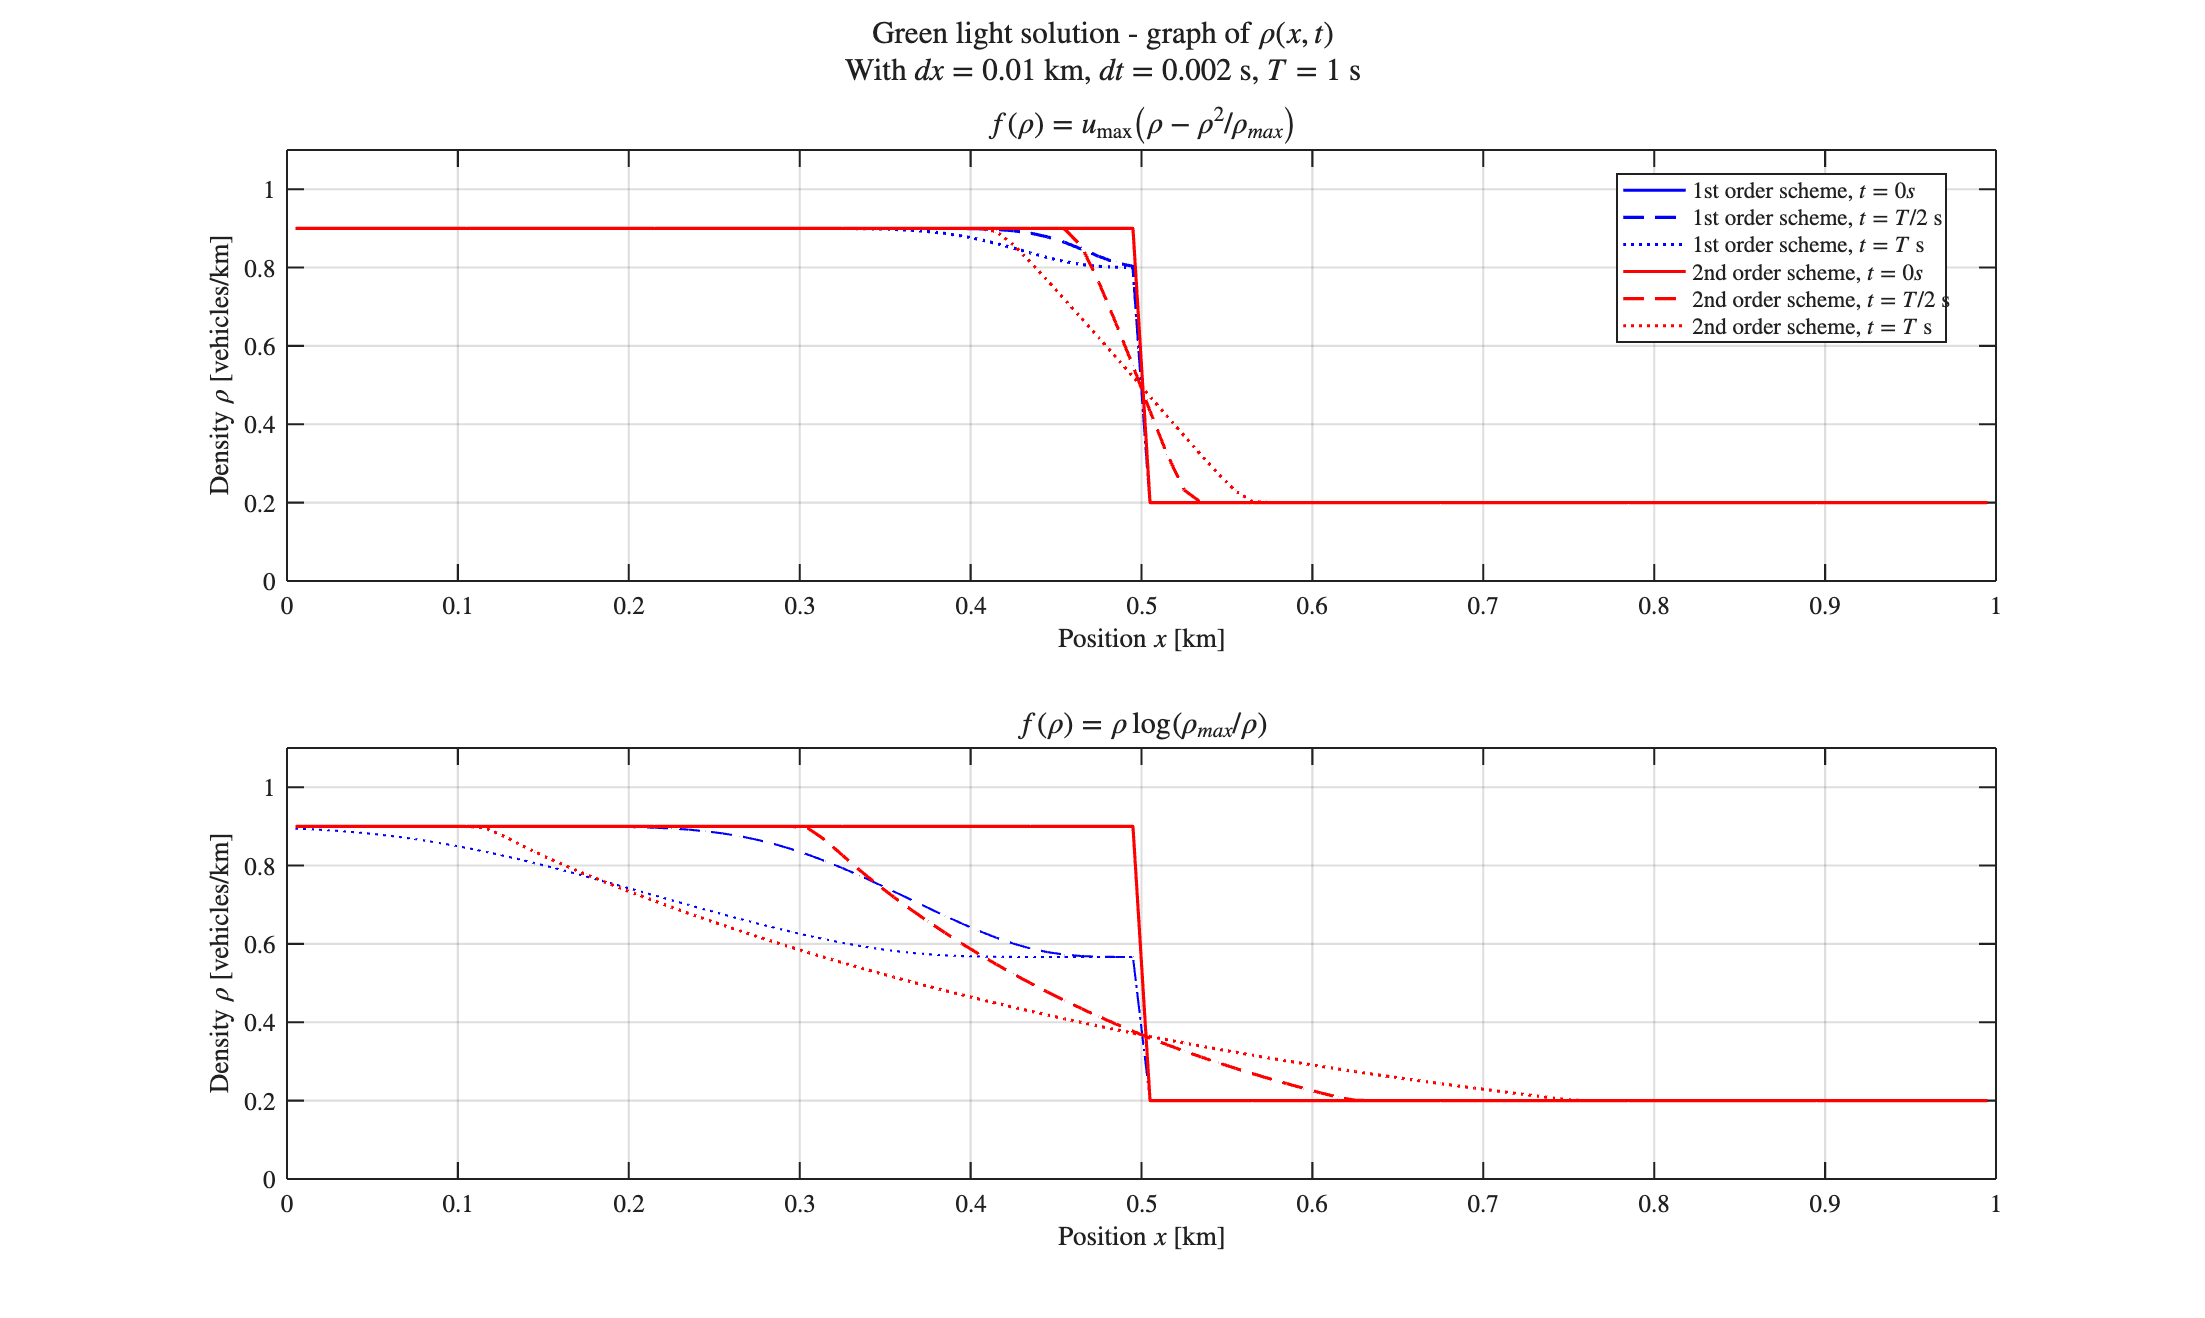 Green light solution - graph of ρ(x, t)
With dx = 0.01 km, dt = 0.002 s, T = 1 s
f(ρ) = u_max(ρ − ρ²/ρ_max)
1
0.8
0.6
0.4
0.2
0
Density ρ [vehicles/km]
1st order scheme, t = 0s
1st order scheme, t = T/2 s
1st order scheme, t = T s
2nd order scheme, t = 0s
2nd order scheme, t = T/2 s
2nd order scheme, t = T s
0 0.1 0.2 0.3 0.4 0.5 0.6 0.7 0.8 0.9 1
Position x [km]
f(ρ) = ρ log(ρ_max/ρ)
1
0.8
0.6
0.4
0.2
0
Density ρ [vehicles/km]
0 0.1 0.2 0.3 0.4 0.5 0.6 0.7 0.8 0.9 1
Position x [km]